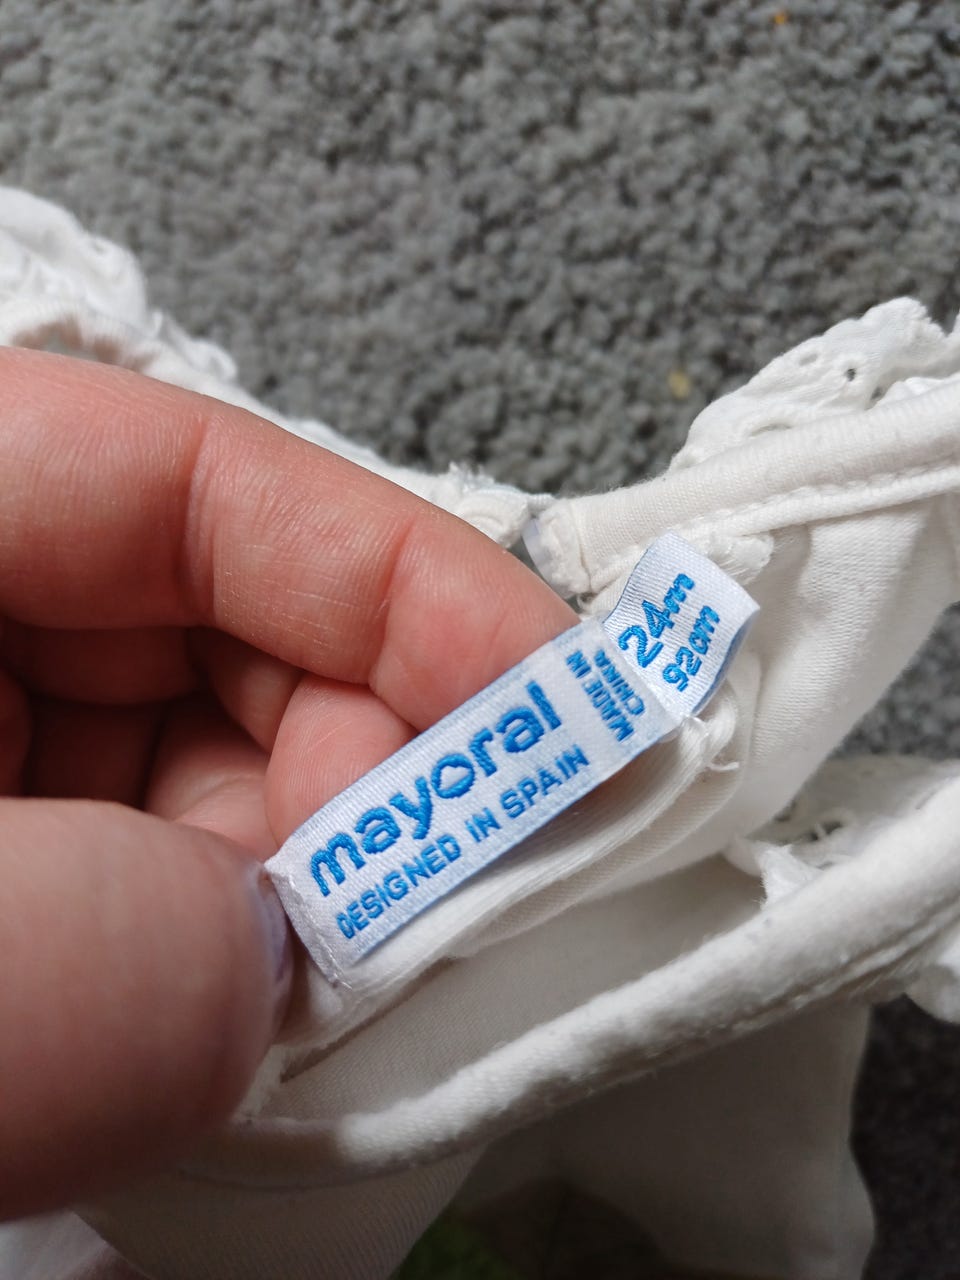 mayoral
DESIGNED IN SPAIN
MADE IN
CHINA
24m
92cm